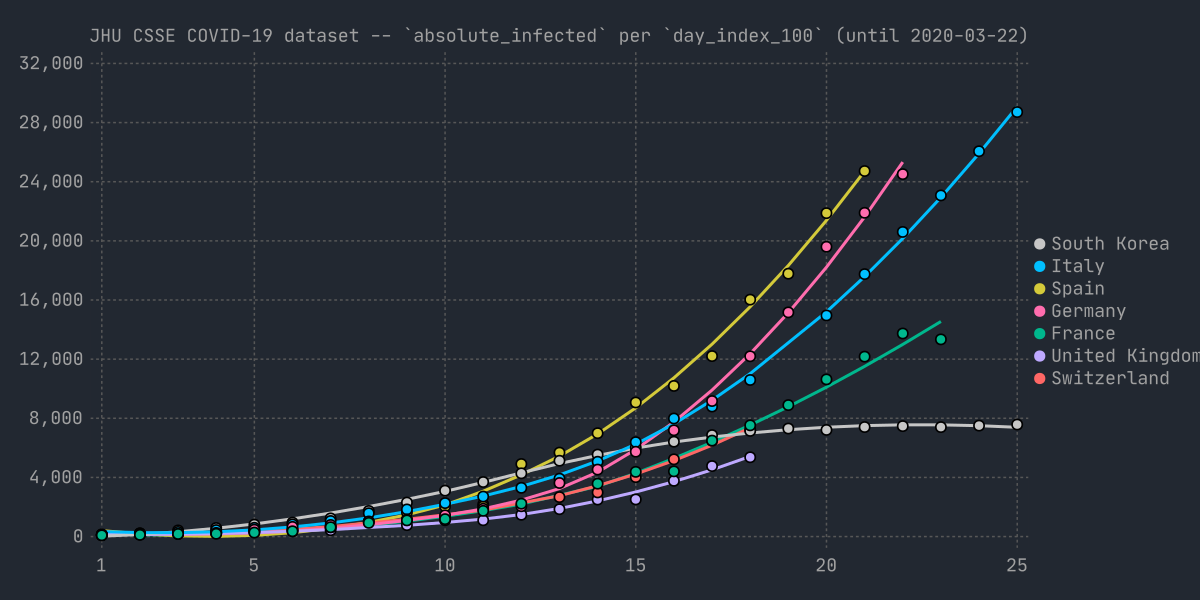 JHU CSSE COVID-19 dataset -- `absolute_infected` per `day_index_100` (until 2020-03-22)
32,000
28,000
24,000
20,000
16,000
12,000
8,000
4,000
0
1 5 10 15 20 25
South Korea
Italy
Spain
Germany
France
United Kingdom
Switzerland